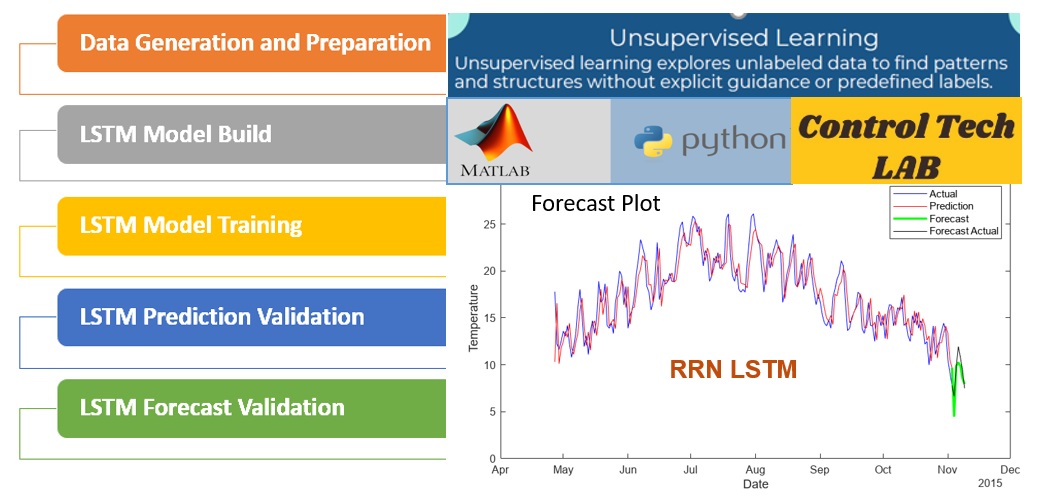 Data Generation and Preparation
LSTM Model Build
LSTM Model Training
LSTM Prediction Validation
LSTM Forecast Validation
Unsupervised Learning
Unsupervised learning explores unlabeled data to find patterns
and structures without explicit guidance or predefined labels.
MATLAB
python
Control Tech
LAB
Forecast Plot
Actual
Prediction
Forecast
Forecast Actual
RRN LSTM
Temperature
25
20
15
10
5
0
Apr May Jun Jul Aug Sep Oct Nov Dec
Date
2015